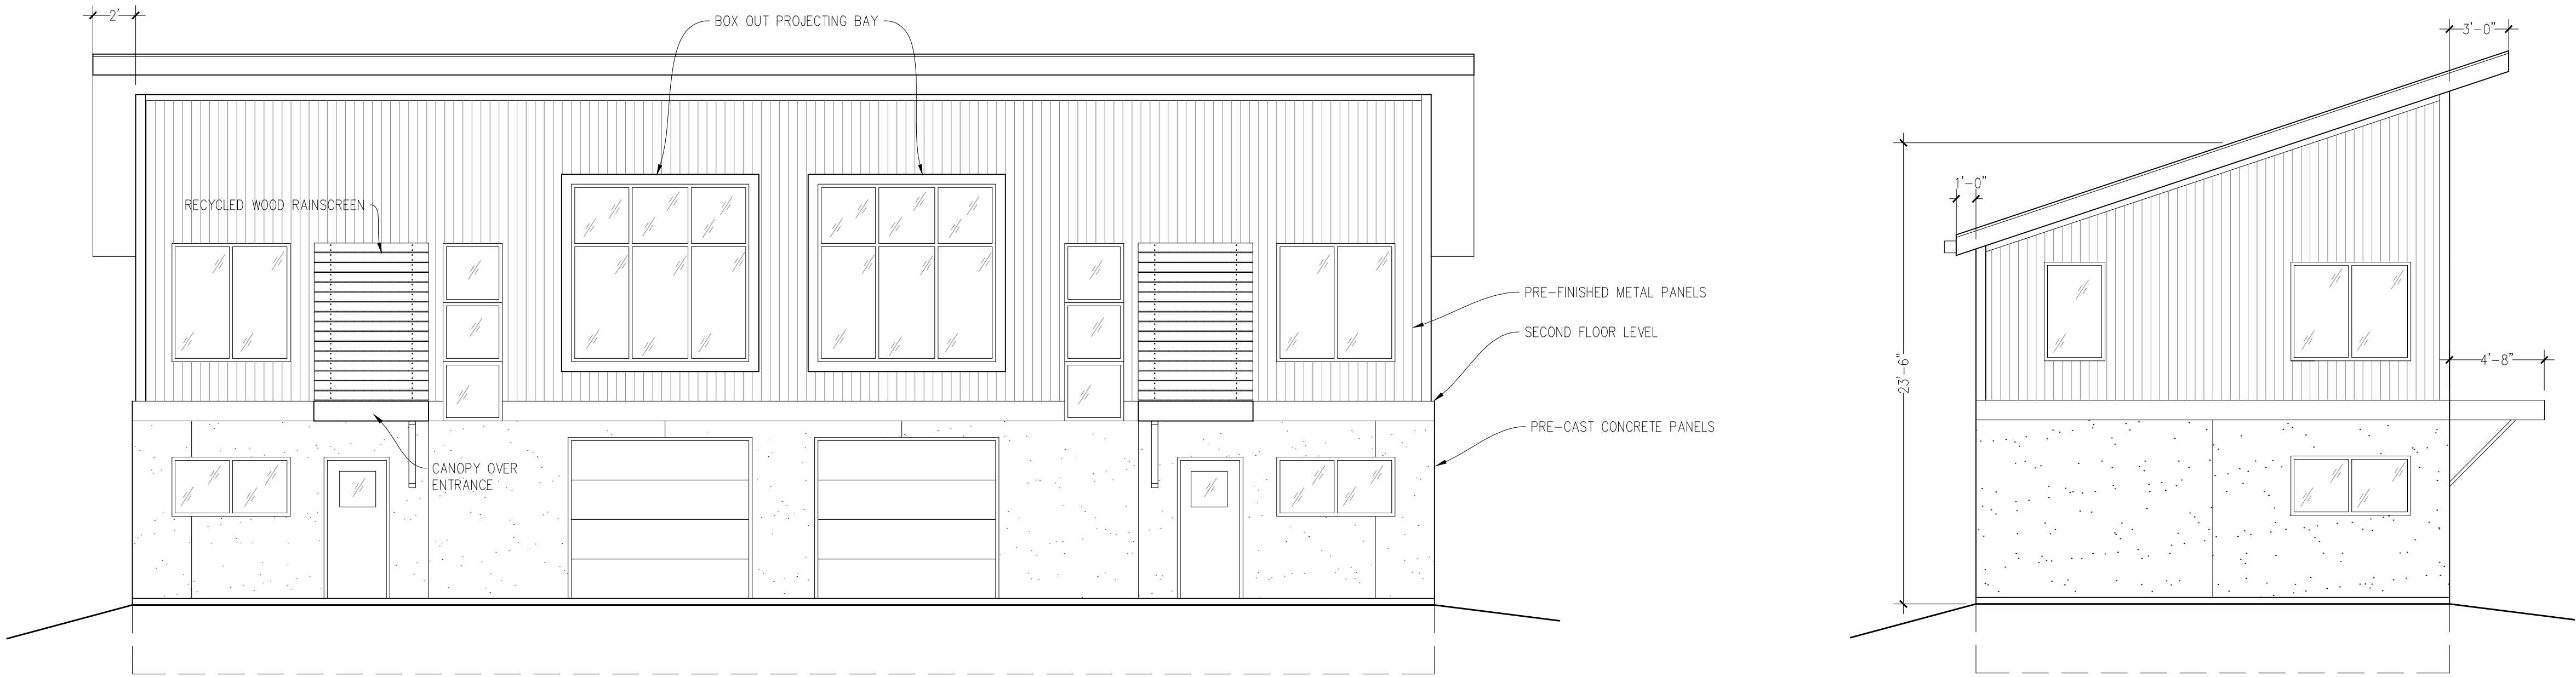 2'
BOX OUT PROJECTING BAY
RECYCLED WOOD RAINSCREEN
PRE-FINISHED METAL PANELS
SECOND FLOOR LEVEL
PRE-CAST CONCRETE PANELS
CANOPY OVER
ENTRANCE
3'-0"
1'-0"
23'-6"
4'-8"